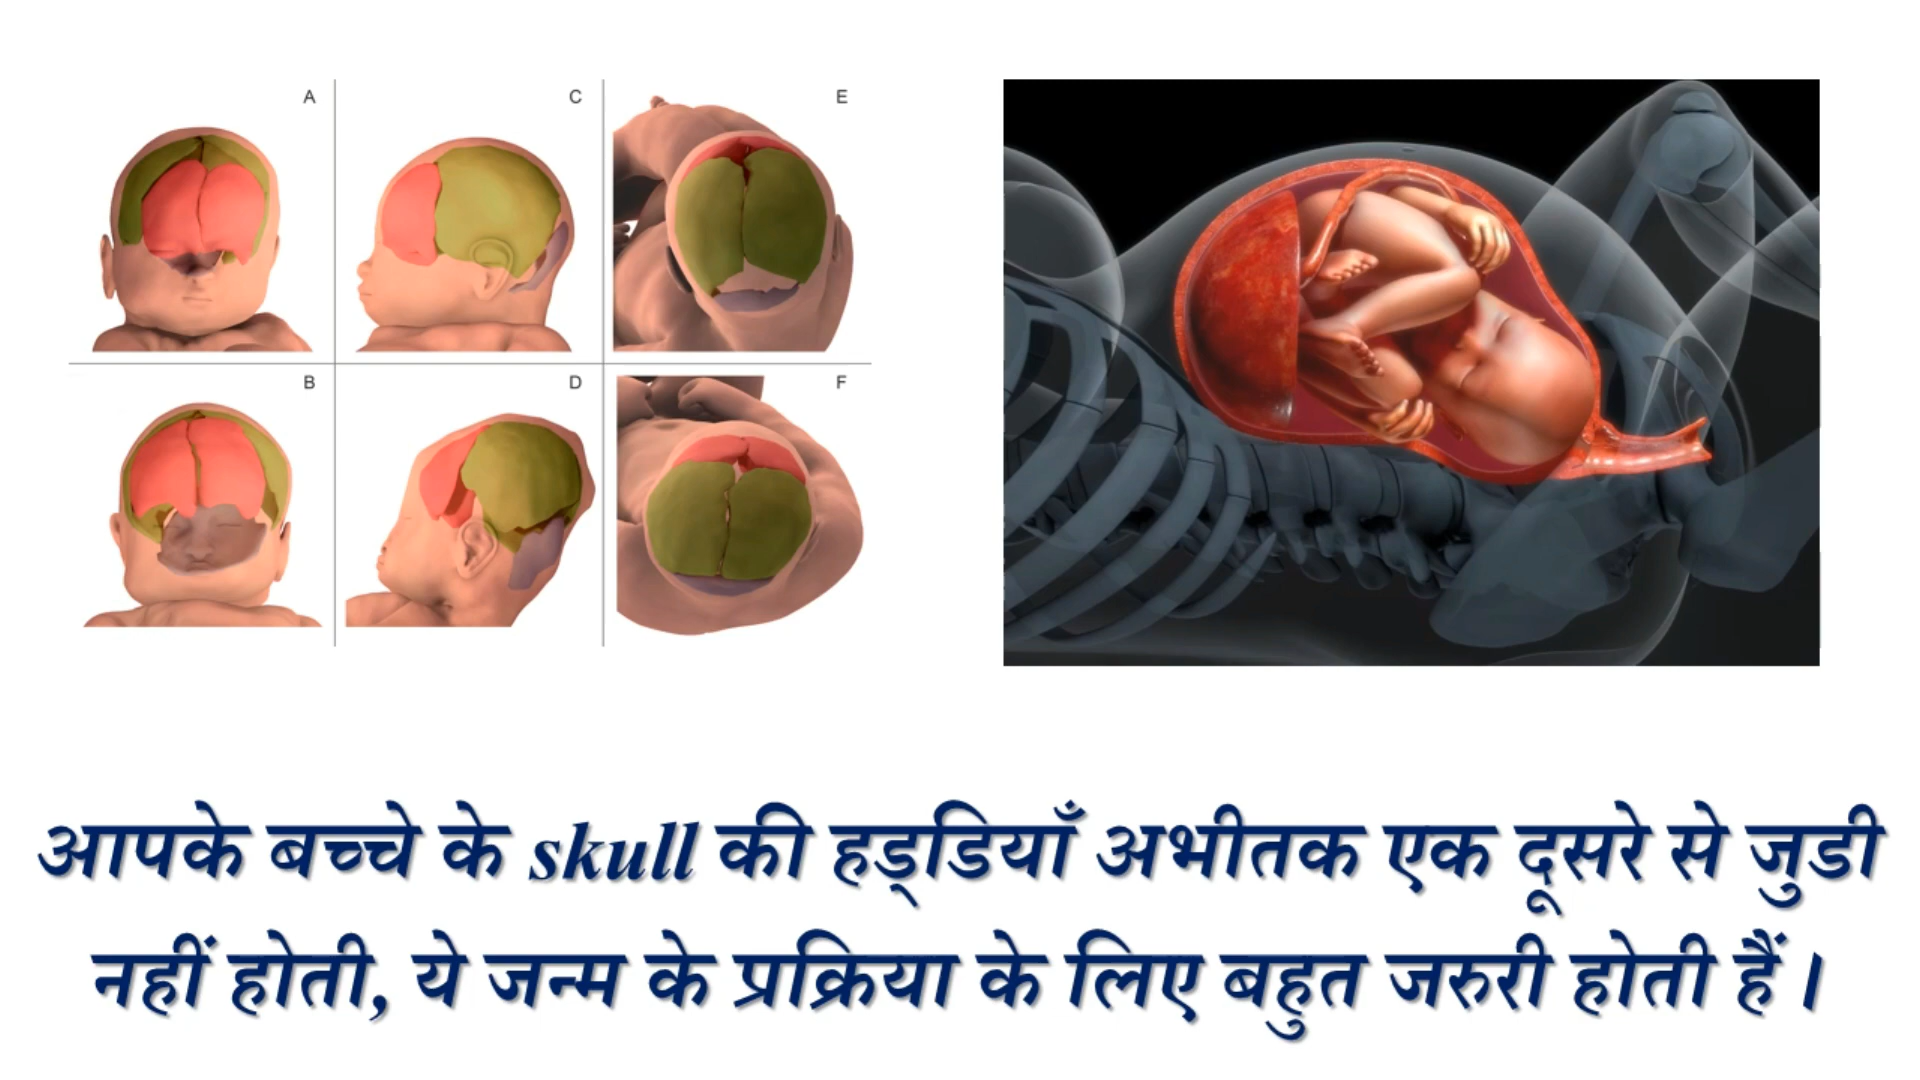 A
C
E
B
D
F
आपके बच्चे के skull की हड्डियाँ अभीतक एक दूसरे से जुडी
नहीं होती, ये जन्म के प्रक्रिया के लिए बहुत जरुरी होती हैं।